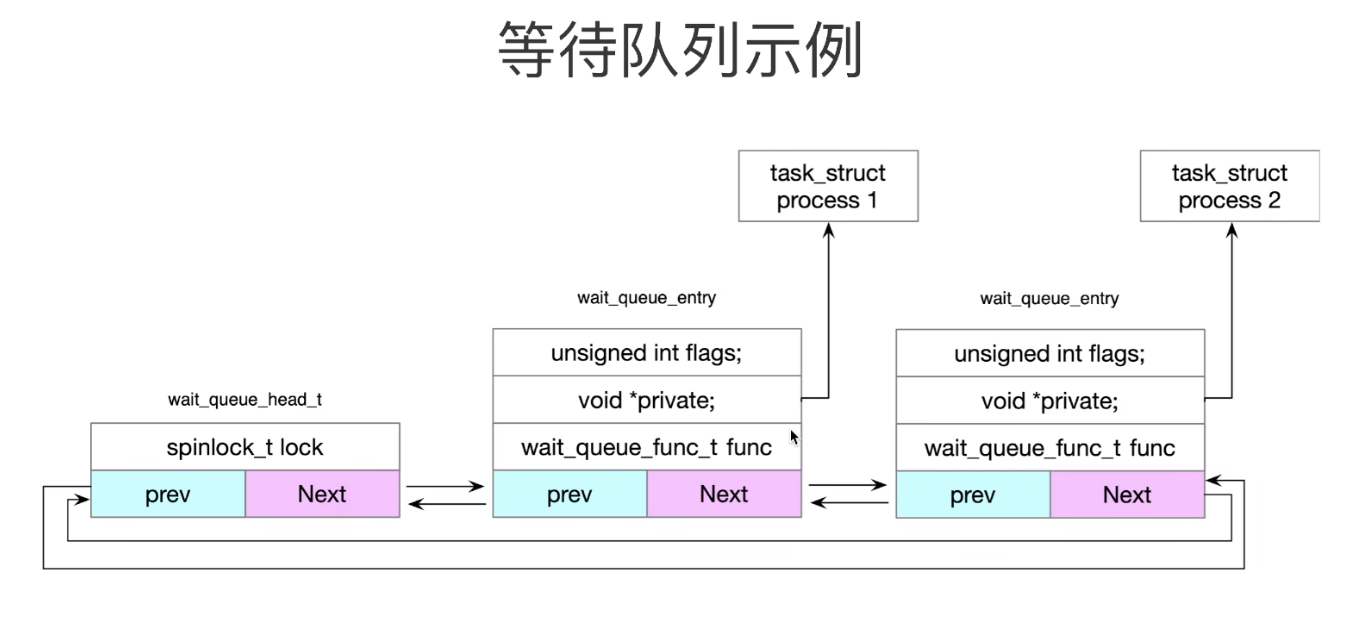 等待队列示例
task_struct
process 1
task_struct
process 2
wait_queue_entry
wait_queue_entry
unsigned int flags;
unsigned int flags;
void *private;
void *private;
wait_queue_head_t
spinlock_t lock
wait_queue_func_t func
wait_queue_func_t func
prev
Next
prev
Next
prev
Next